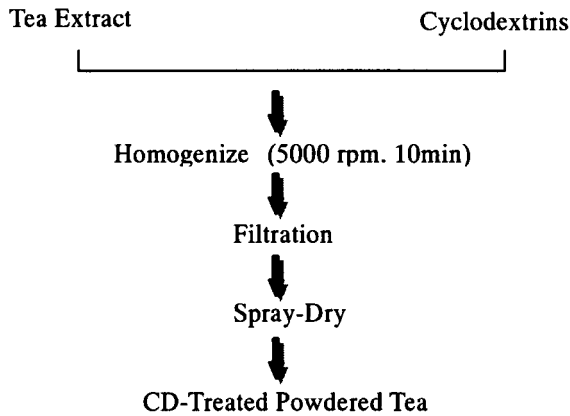 Tea Extract
Cyclodextrins
Homogenize (5000 rpm. 10min)
Filtration
Spray-Dry
CD-Treated Powdered Tea